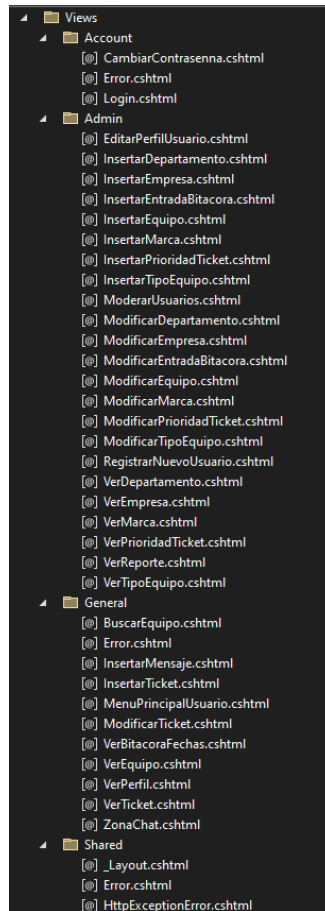 Views
Account
[@] CambiarContrasenna.cshtml
[@] Error.cshtml
[@] Login.cshtml
Admin
[@] EditarPerfilUsuario.cshtml
[@] InsertarDepartamento.cshtml
[@] InsertarEmpresa.cshtml
[@] InsertarEntradaBitacora.cshtml
[@] InsertarEquipo.cshtml
[@] InsertarMarca.cshtml
[@] InsertarPrioridadTicket.cshtml
[@] InsertarTipoEquipo.cshtml
[@] ModerarUsuarios.cshtml
[@] ModificarDepartamento.cshtml
[@] ModificarEmpresa.cshtml
[@] ModificarEntradaBitacora.cshtml
[@] ModificarEquipo.cshtml
[@] ModificarMarca.cshtml
[@] ModificarPrioridadTicket.cshtml
[@] ModificarTipoEquipo.cshtml
[@] RegistrarNuevoUsuario.cshtml
[@] VerDepartamento.cshtml
[@] VerEmpresa.cshtml
[@] VerMarca.cshtml
[@] VerPrioridadTicket.cshtml
[@] VerReporte.cshtml
[@] VerTipoEquipo.cshtml
General
[@] BuscarEquipo.cshtml
[@] Error.cshtml
[@] InsertarMensaje.cshtml
[@] InsertarTicket.cshtml
[@] MenuPrincipalUsuario.cshtml
[@] ModificarTicket.cshtml
[@] VerBitacoraFechas.cshtml
[@] VerEquipo.cshtml
[@] VerPerfil.cshtml
[@] VerTicket.cshtml
[@] ZonaChat.cshtml
Shared
[@] _Layout.cshtml
[@] Error.cshtml
[@] HttpExceptionError.cshtml